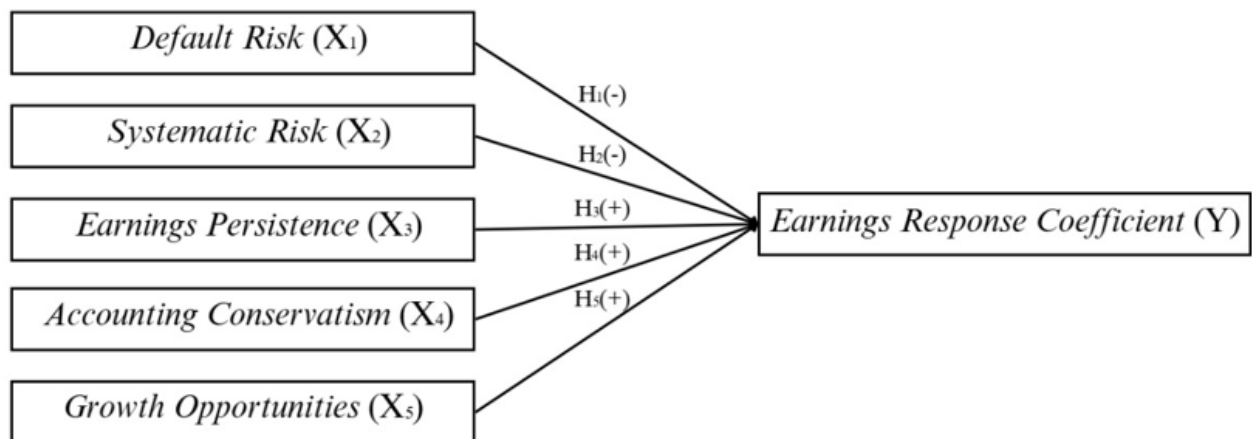 Default Risk (X₁)
H₁(-)
Systematic Risk (X₂)
H₂(-)
Earnings Persistence (X₃)
H₃(+)
Earnings Response Coefficient (Y)
H₄(+)
Accounting Conservatism (X₄)
H₅(+)
Growth Opportunities (X₅)